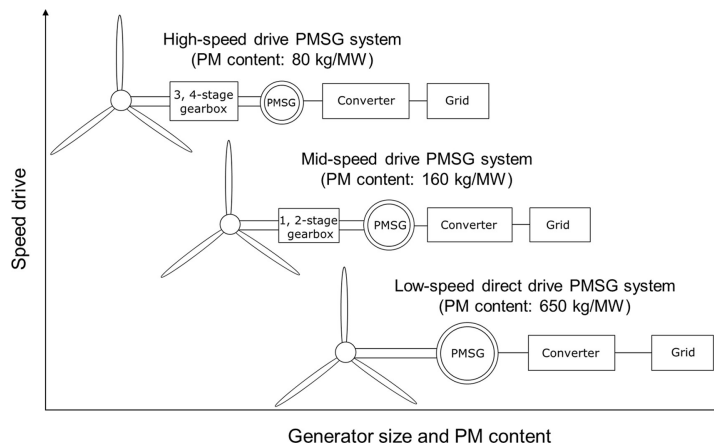 High-speed drive PMSG system
(PM content: 80 kg/MW)
3, 4-stage
gearbox
PMSG
Converter
Grid
Mid-speed drive PMSG system
(PM content: 160 kg/MW)
1, 2-stage
gearbox
PMSG
Converter
Grid
Low-speed direct drive PMSG system
(PM content: 650 kg/MW)
PMSG
Converter
Grid
Speed drive
Generator size and PM content